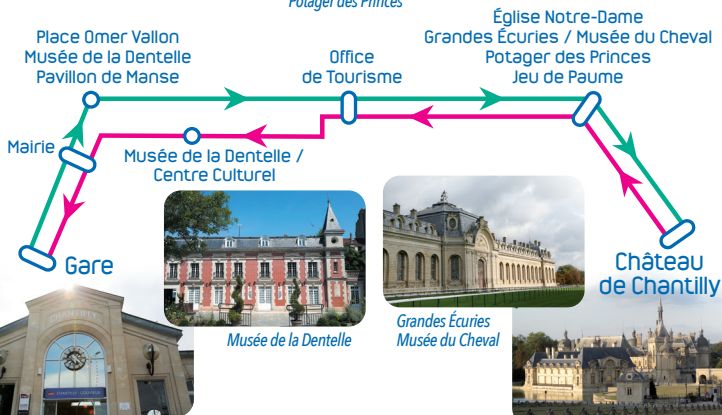 Potager des Princes
Église Notre-Dame
Grandes Écuries / Musée du Cheval
Potager des Princes
Jeu de Paume
Place Omer Vallon
Musée de la Dentelle
Pavillon de Manse
Office
de Tourisme
Mairie
Musée de la Dentelle /
Centre Culturel
Gare
Château
de Chantilly
CHANTILLY
Musée de la Dentelle
Grandes Écuries
Musée du Cheval